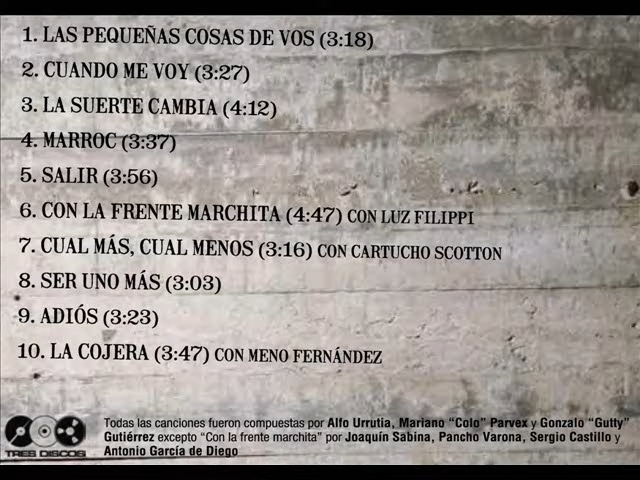 1. LAS PEQUEÑAS COSAS DE VOS (3:18)
2. CUANDO ME VOY (3:27)
3. LA SUERTE CAMBIA (4:12)
4. MARROC (3:37)
5. SALIR (3:56)
6. CON LA FRENTE MARCHITA (4:47) CON LUZ FILIPPI
7. CUAL MÁS, CUAL MENOS (3:16) CON CARTUCHO SCOTTON
8. SER UNO MÁS (3:03)
9. ADIÓS (3:23)
10. LA COJERA (3:47) CON MENO FERNÁNDEZ
Todas las canciones fueron compuestas por Alfo Urrutia, Mariano “Colo” Parvex y Gonzalo “Gutty”
Gutiérrez excepto “Con la frente marchita” por Joaquín Sabina, Pancho Varona, Sergio Castillo y
Antonio García de Diego
TRES DISCOS